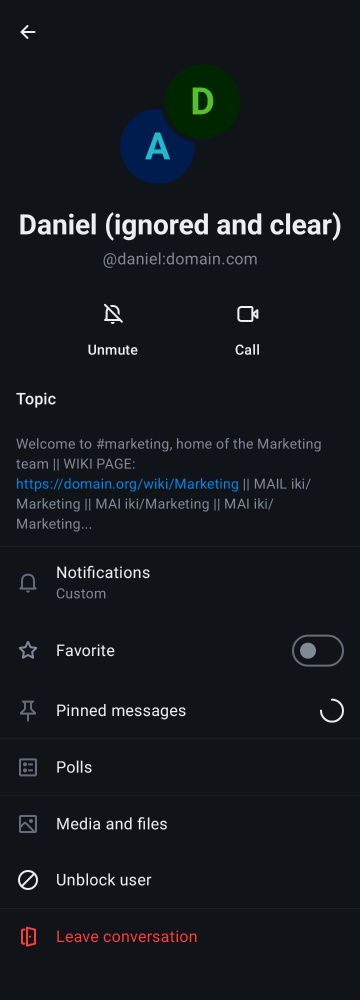 D
A
Daniel (ignored and clear)
@daniel:domain.com
Unmute
Call
Topic
Welcome to #marketing, home of the Marketing
team || WIKI PAGE:
https://domain.org/wiki/Marketing || MAIL iki/
Marketing || MAI iki/Marketing || MAI iki/
Marketing...
Notifications
Custom
Favorite
Pinned messages
Polls
Media and files
Unblock user
Leave conversation